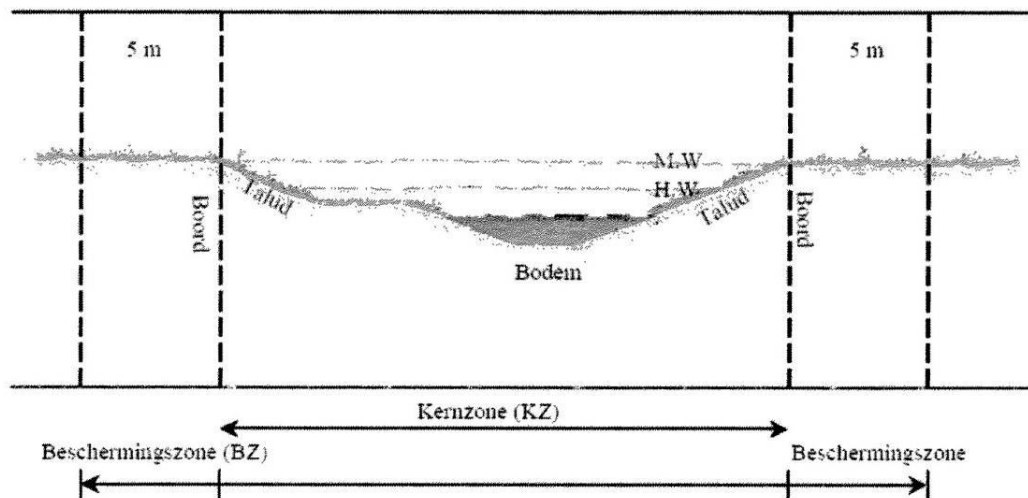 5 m
5 m
M.W
H.W
Talud
Talud
Boord
Boord
Bodem
Kernzone (KZ)
Beschermingszone (BZ)
Beschermingszone